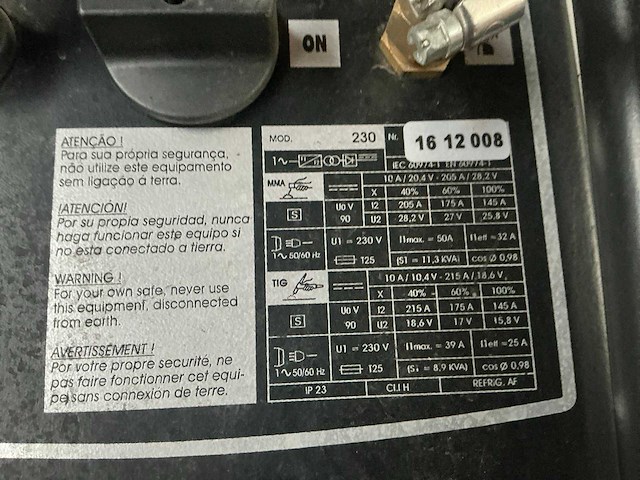 ON
ATENÇÃO !
Para sua própria segurança,
não utilize este equipamento
sem ligação á terra.
¡ATENCIÓN!
Por su propia seguridad, nunca
haga funcionar este equipo si
no esta conectado a tierra.
WARNING !
For your own safe, never use
this equipment, disconnected
from earth.
AVERTISSEMENT !
Por votre propre securité, ne
pas faire fonctionner cet equi-
pe sans connexion de terre.
MOD. 230 Nr. 16 12 008
1~ IEC 60974-1 EN 60974-1
MMA 10 A / 20,4 V - 205 A / 28,2 V
X 40% 60% 100%
S U0 V I2 205 A 175 A 145 A
90 U2 28,2 V 27 V 25,8 V
U1 = 230 V I1max. = 50A I1eff = 32 A
1~ 50/60 Hz T25 (S1 = 11,3 KVA) cos Ø 0,98
TIG 10 A / 10,4 V - 215 A / 18,6 V
X 40% 60% 100%
S U0 V I2 215 A 175 A 145 A
90 U2 18,6 V 17 V 15,8 V
U1 = 230 V I1max. = 39 A I1eff = 25 A
1~ 50/60 Hz T25 (S1 = 8,9 KVA) cos Ø 0,98
IP 23 CLI H REFRIG. AF